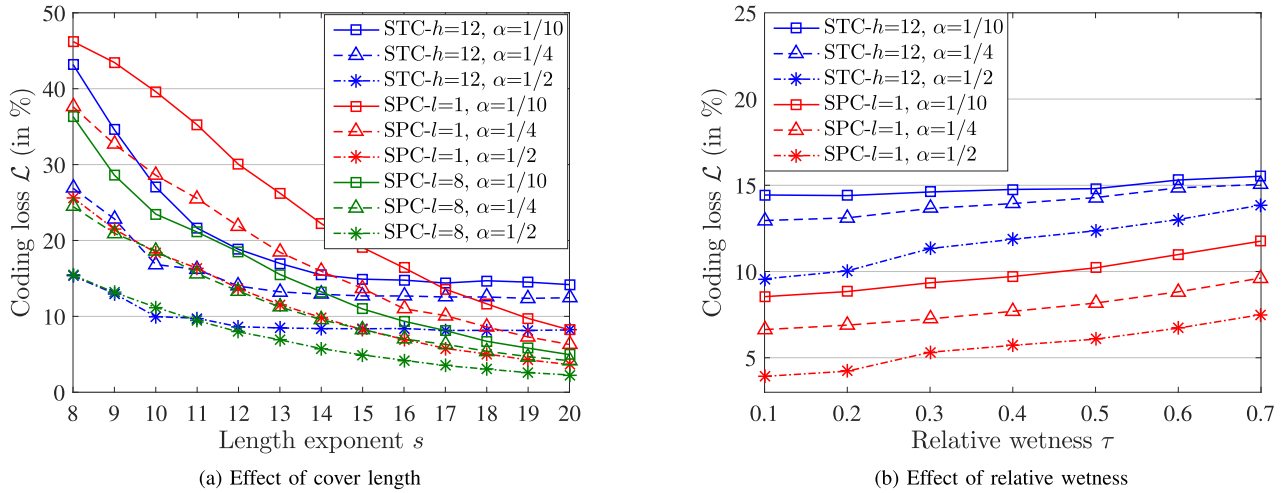 50
40
30
20
10
0
8 9 10 11 12 13 14 15 16 17 18 19 20
Coding loss ℒ (in %)
Length exponent s
STC-h=12, α=1/10
STC-h=12, α=1/4
STC-h=12, α=1/2
SPC-l=1, α=1/10
SPC-l=1, α=1/4
SPC-l=1, α=1/2
SPC-l=8, α=1/10
SPC-l=8, α=1/4
SPC-l=8, α=1/2
(a) Effect of cover length
25
20
15
10
5
0.1 0.2 0.3 0.4 0.5 0.6 0.7
Coding loss ℒ (in %)
Relative wetness τ
STC-h=12, α=1/10
STC-h=12, α=1/4
STC-h=12, α=1/2
SPC-l=1, α=1/10
SPC-l=1, α=1/4
SPC-l=1, α=1/2
(b) Effect of relative wetness